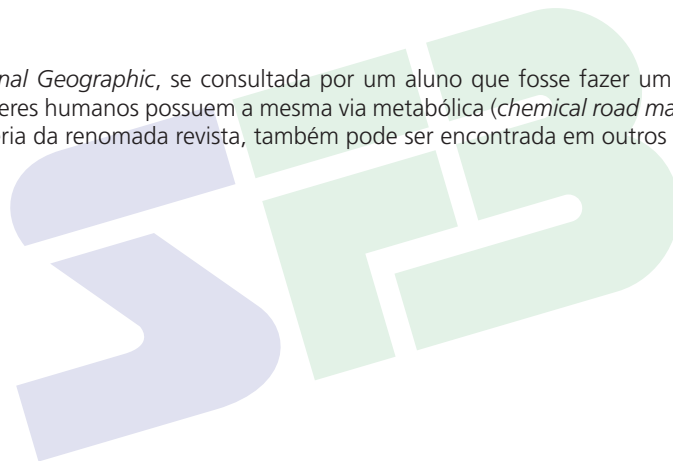 nal Geographic, se consultada por um aluno que fosse fazer um
eres humanos possuem a mesma via metabólica (chemical road ma
ria da renomada revista, também pode ser encontrada em outros
SFB